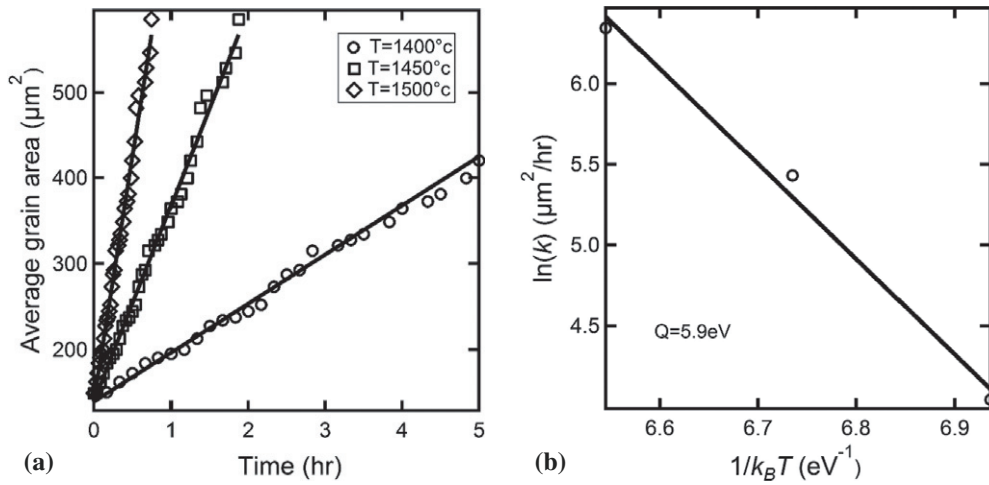 500
400
300
200
Average grain area (µm²)
T=1400°c
T=1450°c
T=1500°c
0
1
2
3
4
5
Time (hr)
(a)
6.0
5.5
5.0
4.5
ln(k) (µm²/hr)
Q=5.9eV
6.6
6.7
6.8
6.9
1/k_BT (eV⁻¹)
(b)